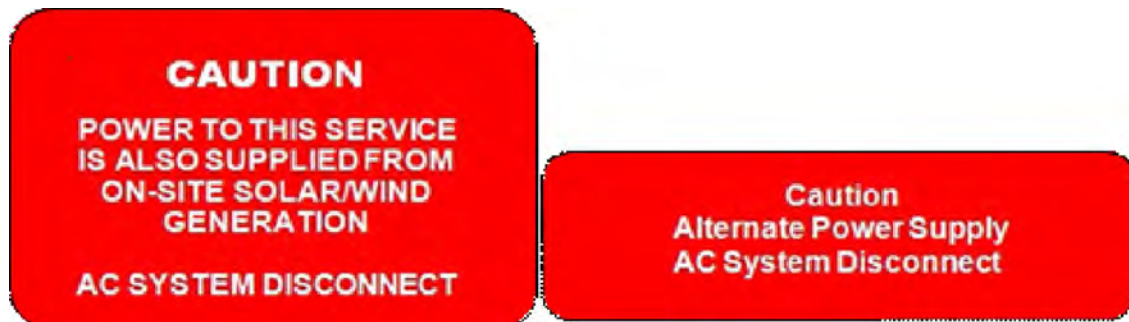 CAUTION
POWER TO THIS SERVICE
IS ALSO SUPPLIED FROM
ON-SITE SOLAR/WIND
GENERATION
AC SYSTEM DISCONNECT
Caution
Alternate Power Supply
AC System Disconnect